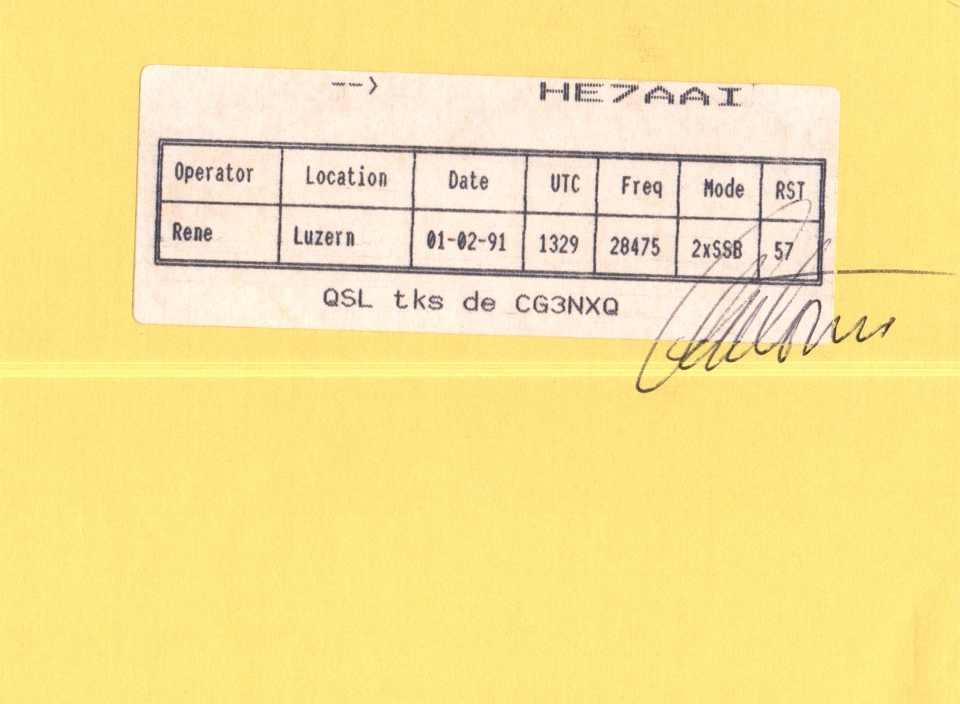 --> HE7AAI
Operator Location Date UTC Freq Mode RST
Rene Luzern 01-02-91 1329 28475 2xSSB 57
QSL tks de CG3NXQ